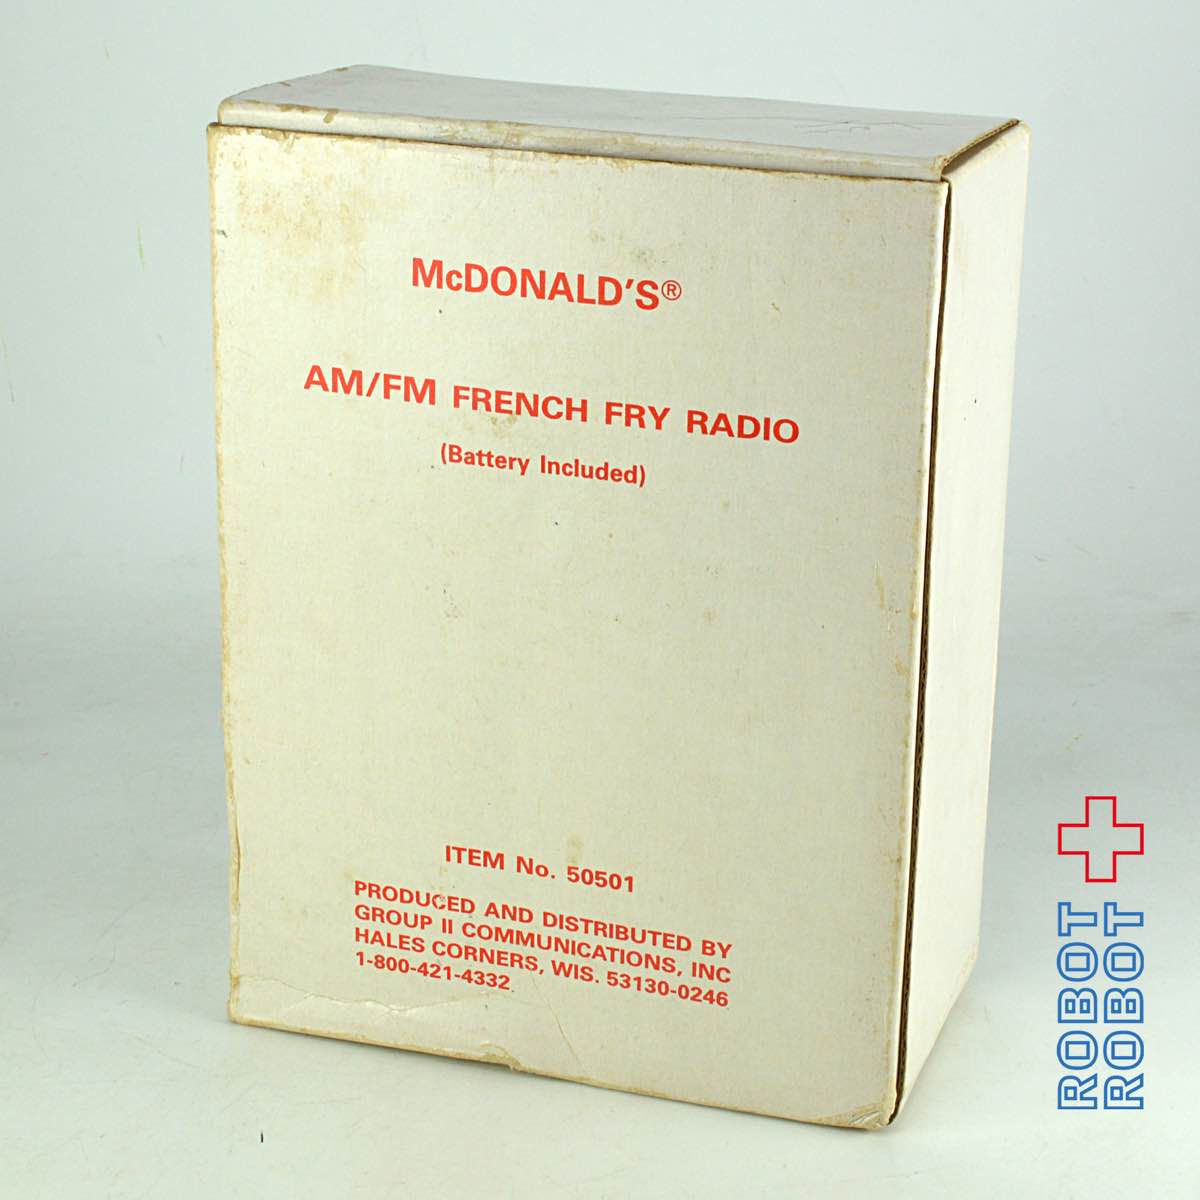 McDONALD'S®
AM/FM FRENCH FRY RADIO
(Battery Included)
ITEM No. 50501
PRODUCED AND DISTRIBUTED BY
GROUP II COMMUNICATIONS, INC
HALES CORNERS, WIS. 53130-0246
1-800-421-4332
ROBOT
ROBOT